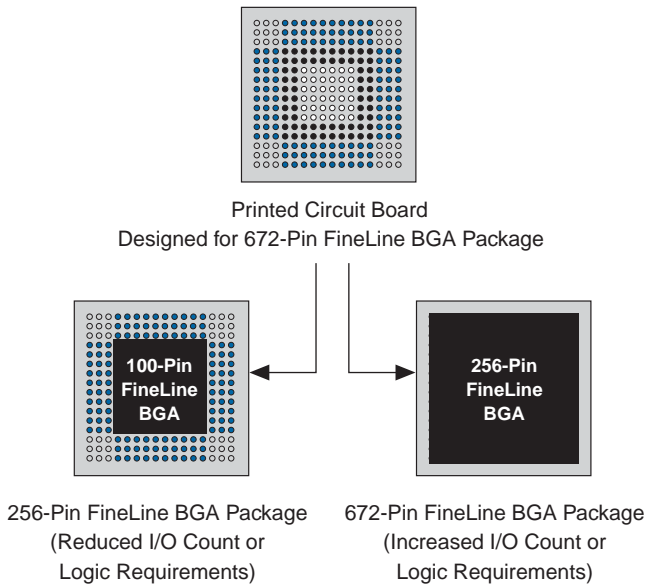 Printed Circuit Board
Designed for 672-Pin FineLine BGA Package
100-Pin
FineLine
BGA
256-Pin
FineLine
BGA
256-Pin FineLine BGA Package
(Reduced I/O Count or
Logic Requirements)
672-Pin FineLine BGA Package
(Increased I/O Count or
Logic Requirements)